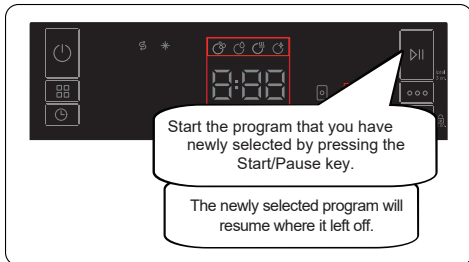 8:88
Start the program that you have
newly selected by pressing the
Start/Pause key.
The newly selected program will
resume where it left off.